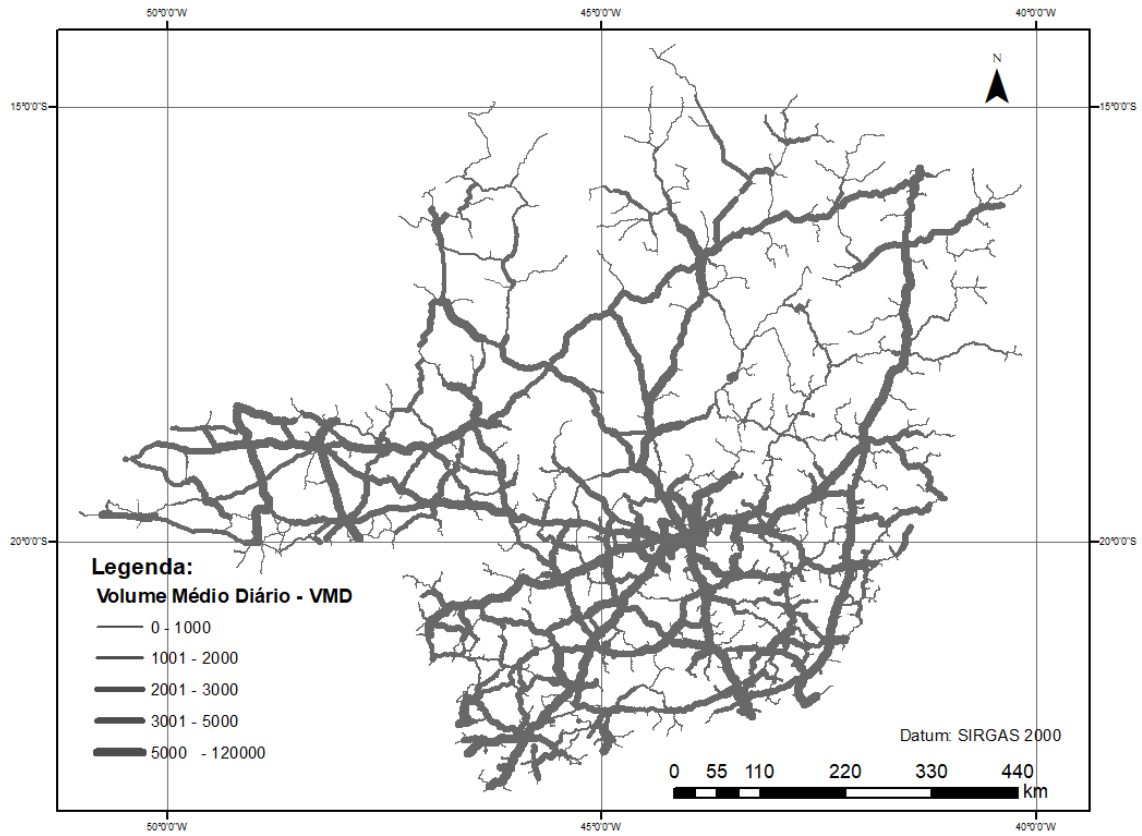 50°0'0"W 45°0'0"W 40°0'0"W
N
15°0'0"S 15°0'0"S
20°0'0"S 20°0'0"S
Legenda:
Volume Médio Diário - VMD
0 - 1000
1001 - 2000
2001 - 3000
3001 - 5000
5000 - 120000
Datum: SIRGAS 2000
0 55 110 220 330 440
km
50°0'0"W 45°0'0"W 40°0'0"W